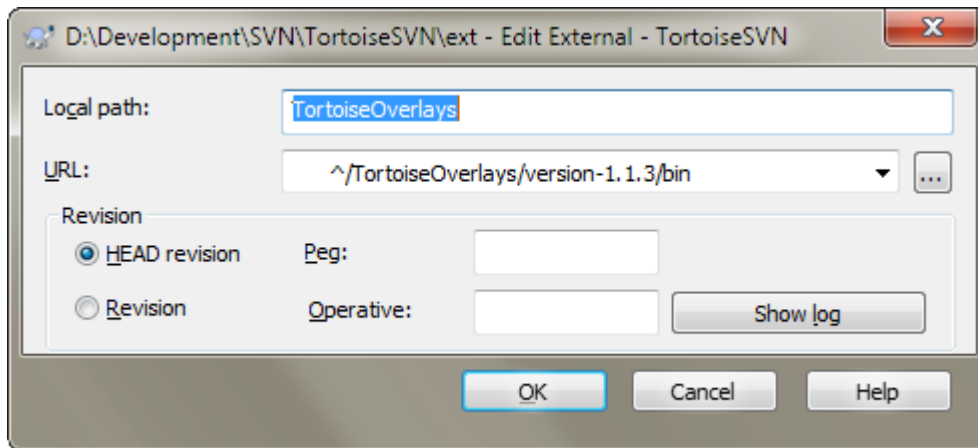 D:\Development\SVN\TortoiseSVN\ext - Edit External - TortoiseSVN
Local path: TortoiseOverlays
URL: ^/TortoiseOverlays/version-1.1.3/bin ...
Revision
HEAD revision Peg:
Revision Operative: Show log
OK Cancel Help